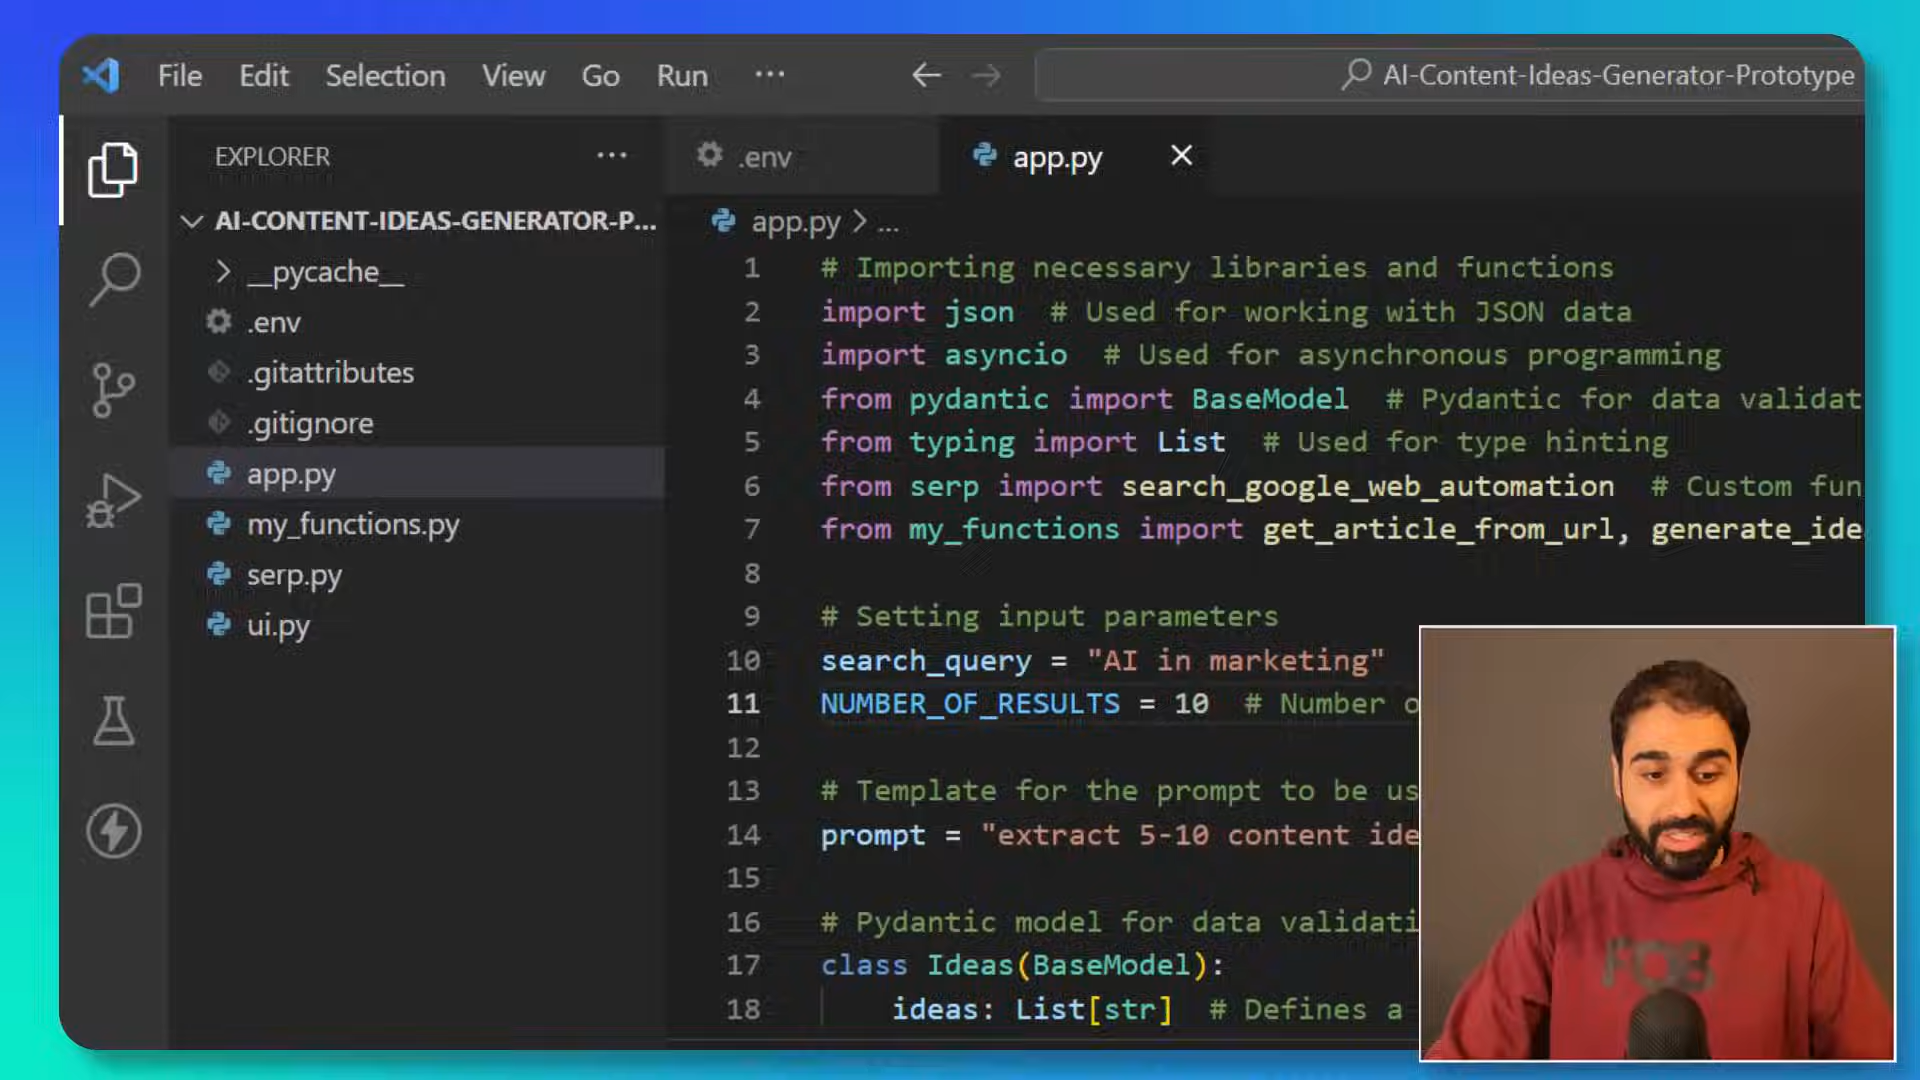 File Edit Selection View Go Run ··· AI-Content-Ideas-Generator-Prototype
EXPLORER ···
AI-CONTENT-IDEAS-GENERATOR-P...
__pycache__
.env
.gitattributes
.gitignore
app.py
my_functions.py
serp.py
ui.py
.env app.py
app.py > ...
1 # Importing necessary libraries and functions
2 import json # Used for working with JSON data
3 import asyncio # Used for asynchronous programming
4 from pydantic import BaseModel # Pydantic for data validat
5 from typing import List # Used for type hinting
6 from serp import search_google_web_automation # Custom fun
7 from my_functions import get_article_from_url, generate_ide
8
9 # Setting input parameters
10 search_query = "AI in marketing"
11 NUMBER_OF_RESULTS = 10 # Number o
12
13 # Template for the prompt to be us
14 prompt = "extract 5-10 content ide
15
16 # Pydantic model for data validati
17 class Ideas(BaseModel):
18 ideas: List[str] # Defines a
FOB